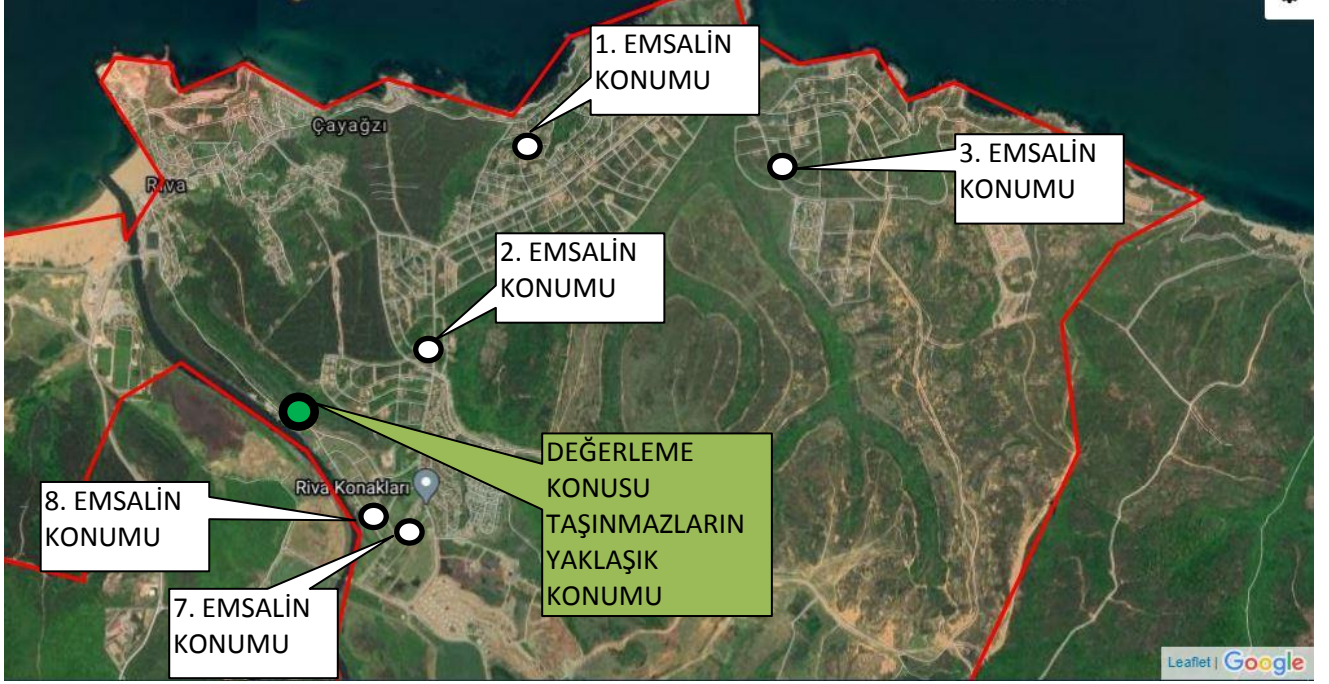 1. EMSALİN
KONUMU
Çayağzı
3. EMSALİN
KONUMU
Riva
2. EMSALİN
KONUMU
DEĞERLEME
KONUSU
TAŞINMAZLARIN
YAKLAŞIK
KONUMU
Riva Konakları
8. EMSALİN
KONUMU
7. EMSALİN
KONUMU
Leaflet | Google